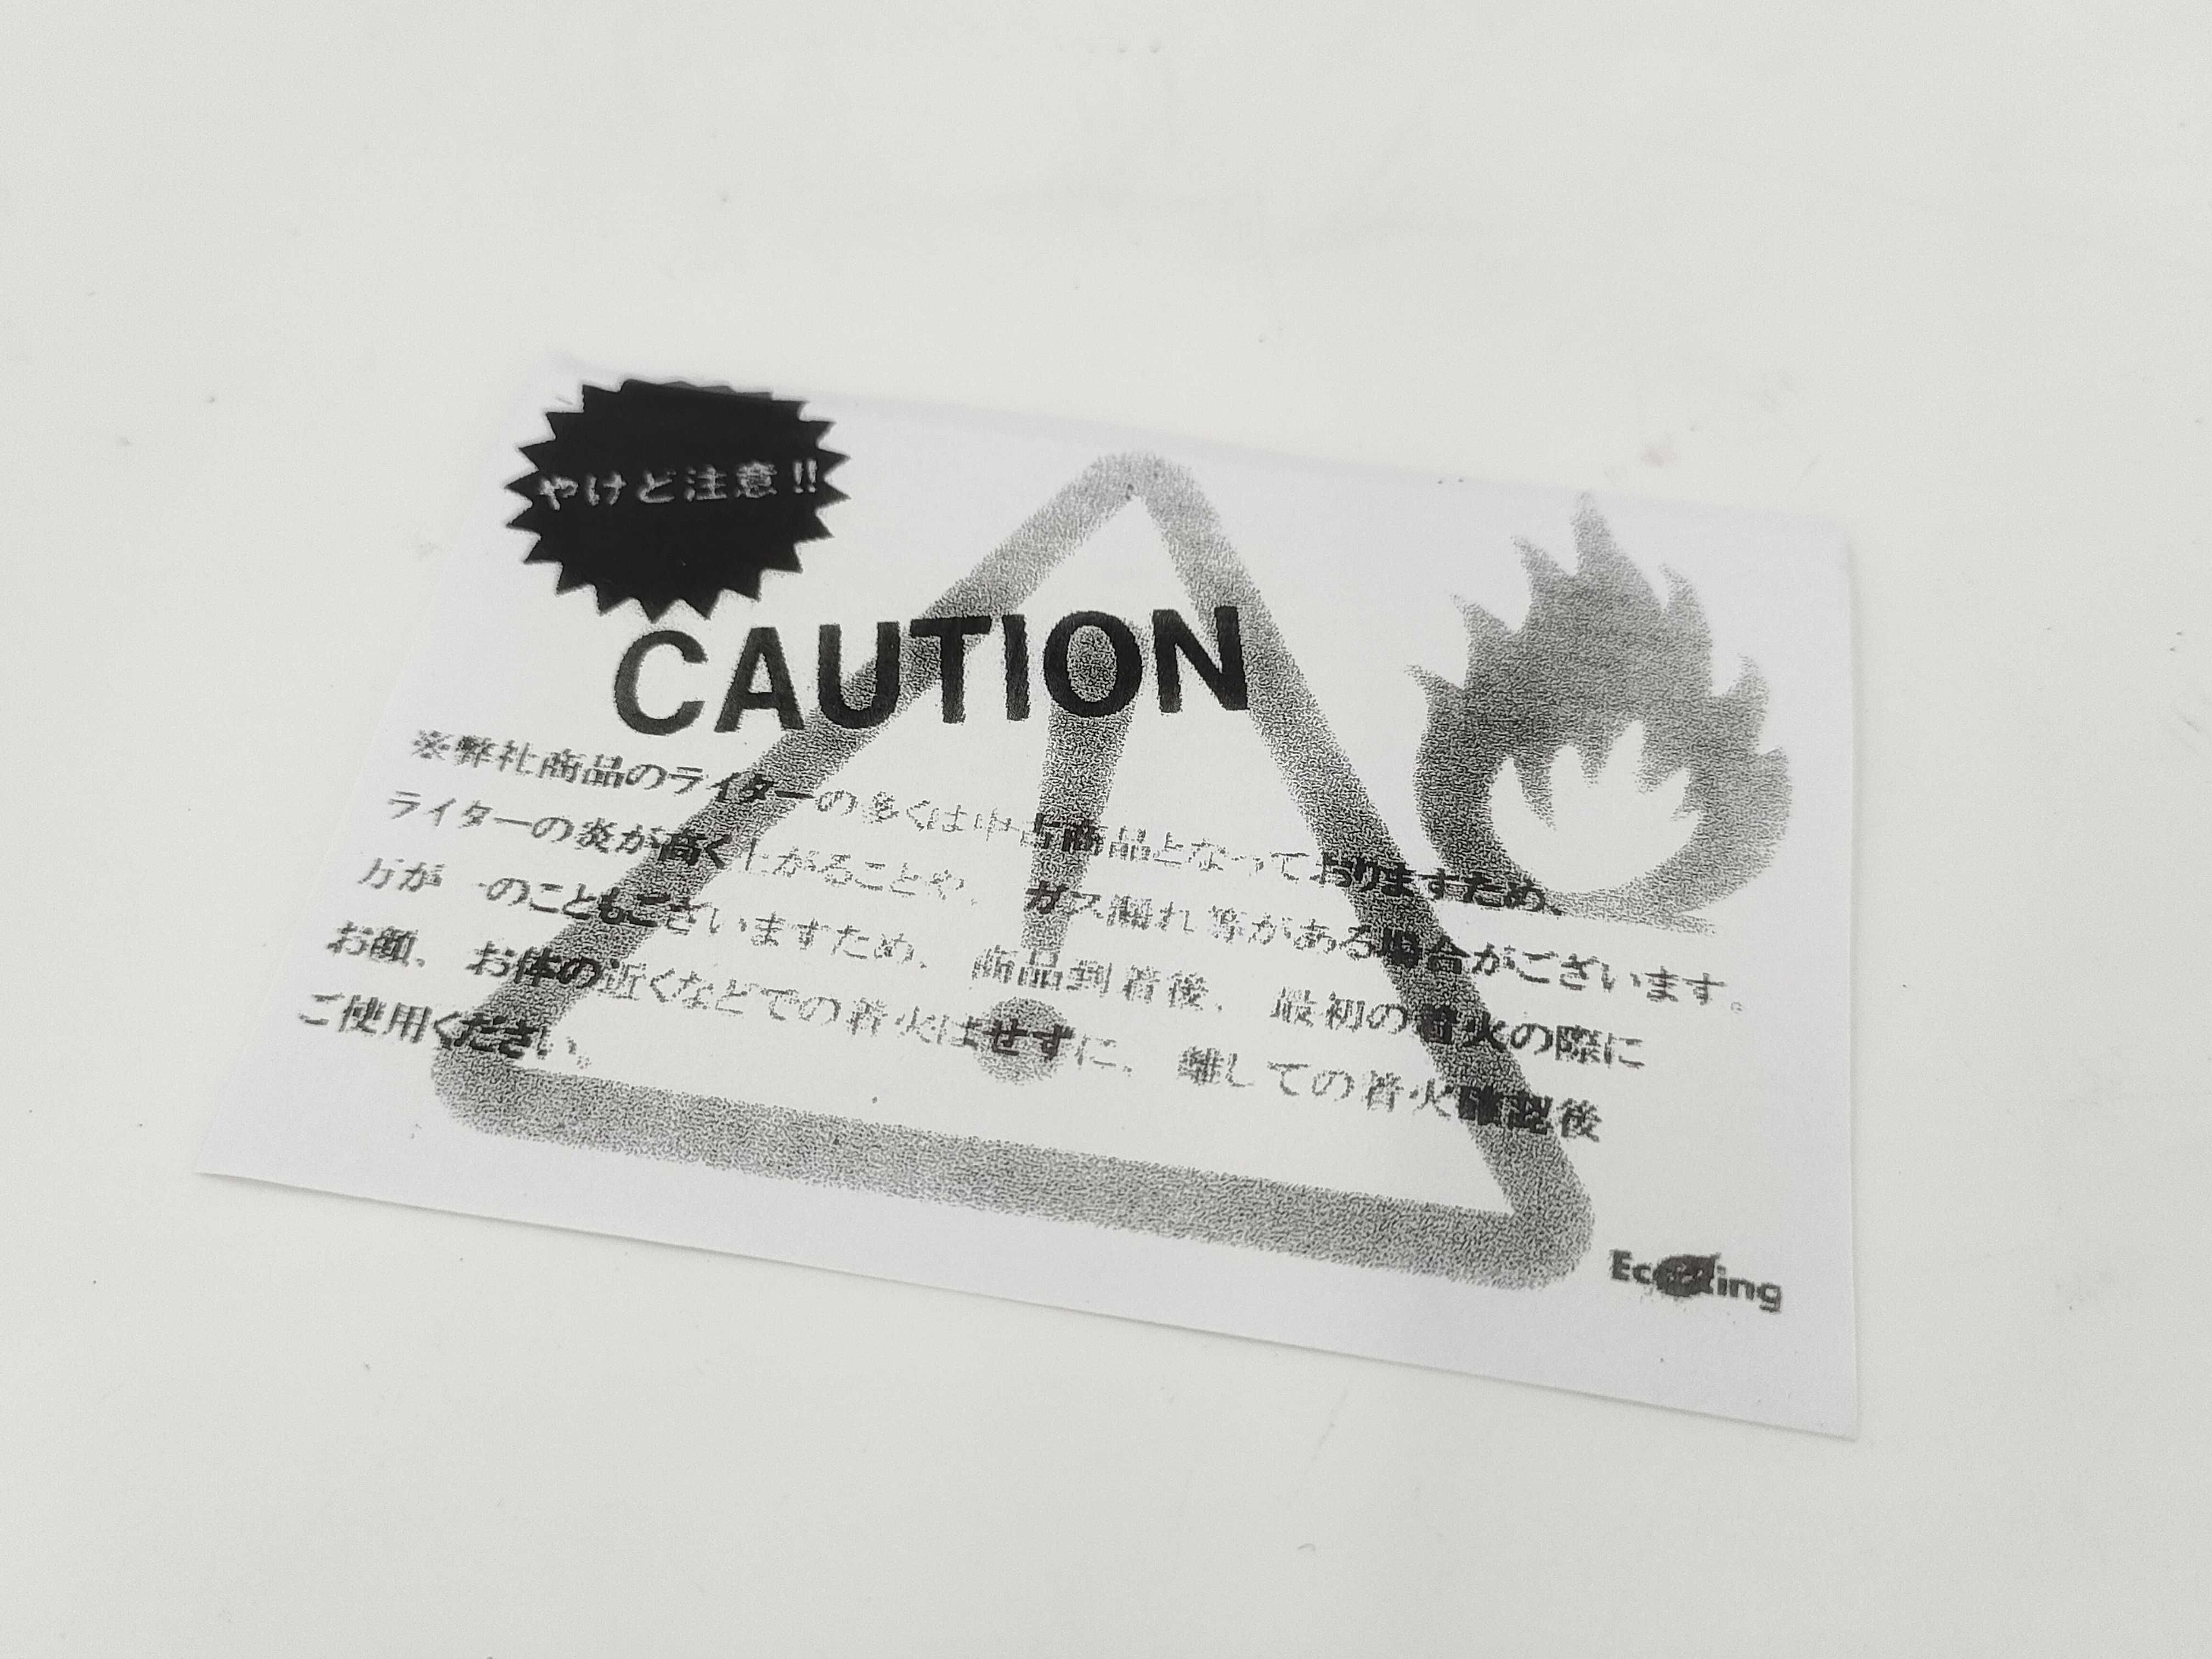 やけど注意!!
CAUTION
※弊社商品のライターの多くは中古商品となっておりますため、
ライターの炎が高く上がることや、ガス漏れ等がある場合がございます。
万が一のこともございますため、商品到着後、最初の着火の際に
お顔、お体の近くなどでの着火はせずに、離しての着火確認後
ご使用ください。
EcoRing